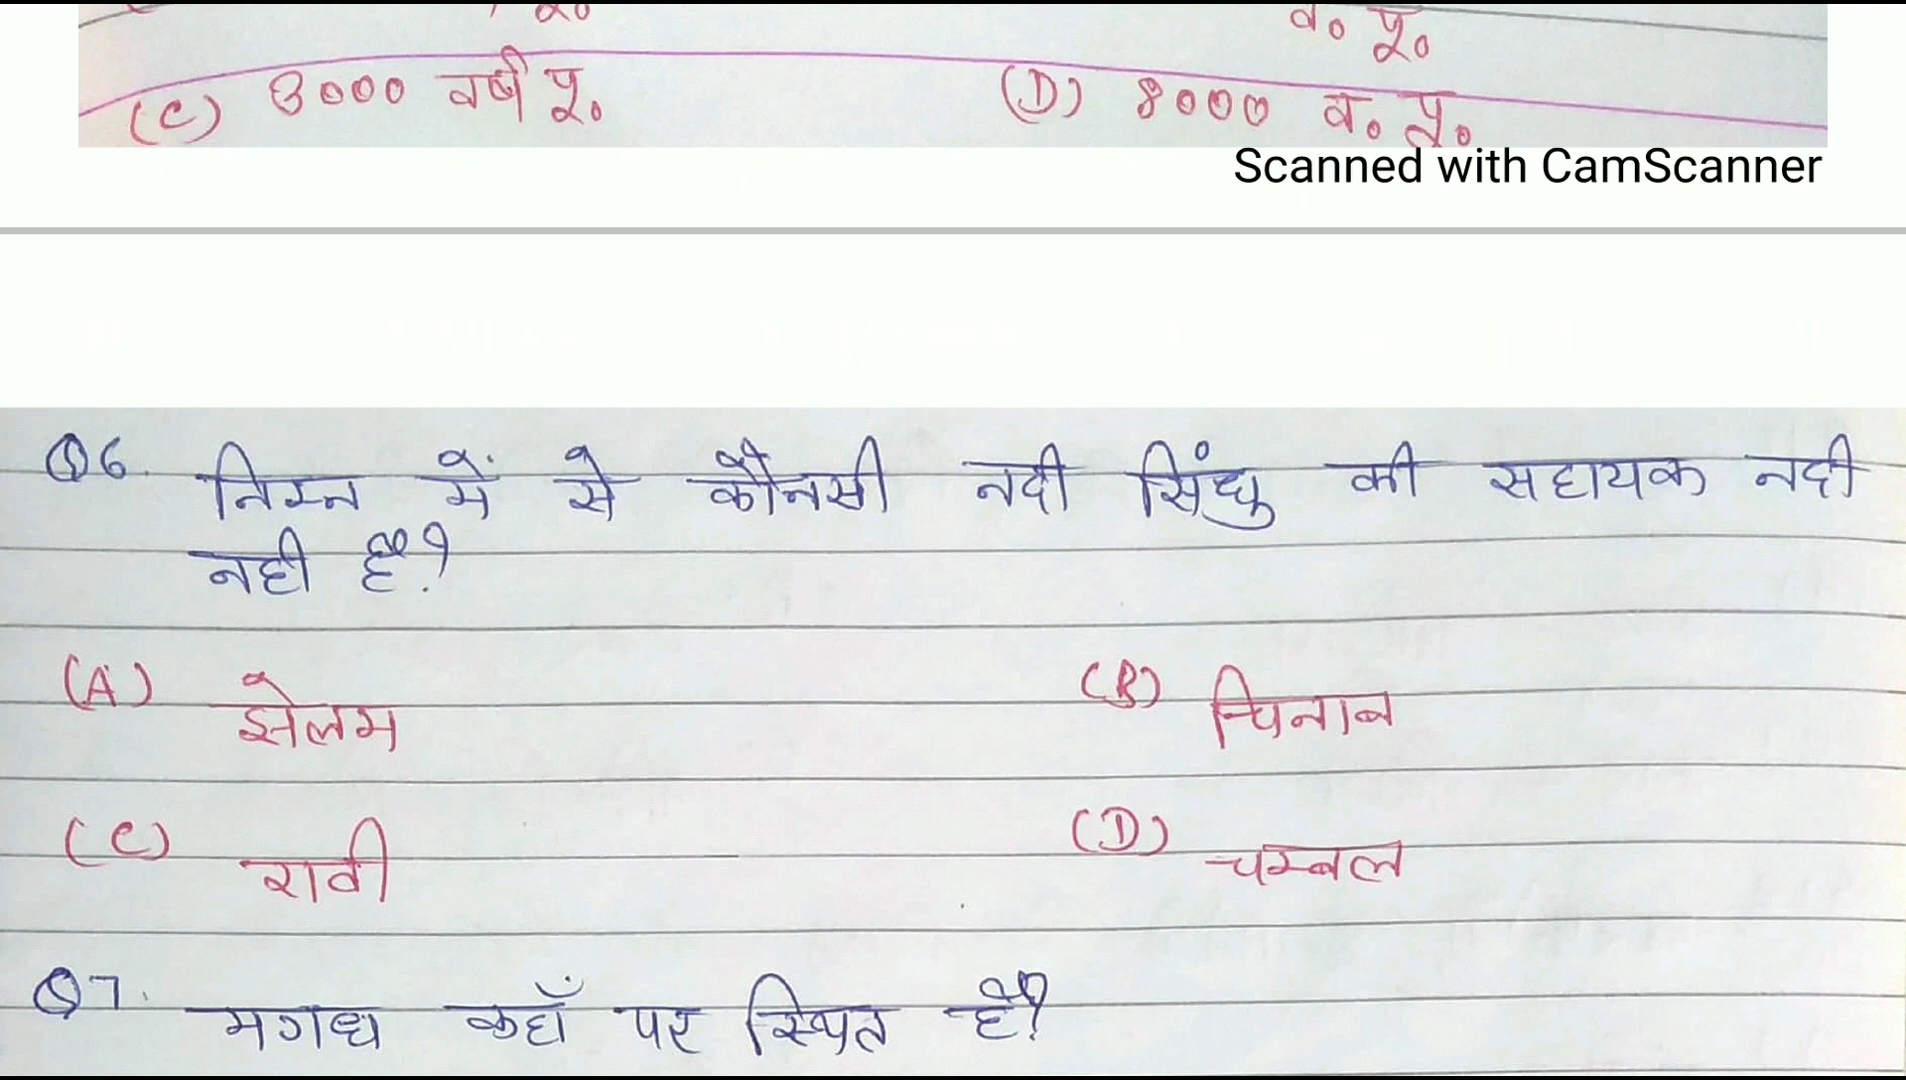 व॰ पू॰
(C) 3000 वर्ष पू॰ (D) 8000 व॰ पू॰
Scanned with CamScanner
Q6. निम्न में से कौनसी नदी सिंधु की सहायक नदी
नही है?
(A) झेलम (B) चिनाब
(C) रावी (D) चम्बल
Q7. मगध कहाँ पर स्थित है?